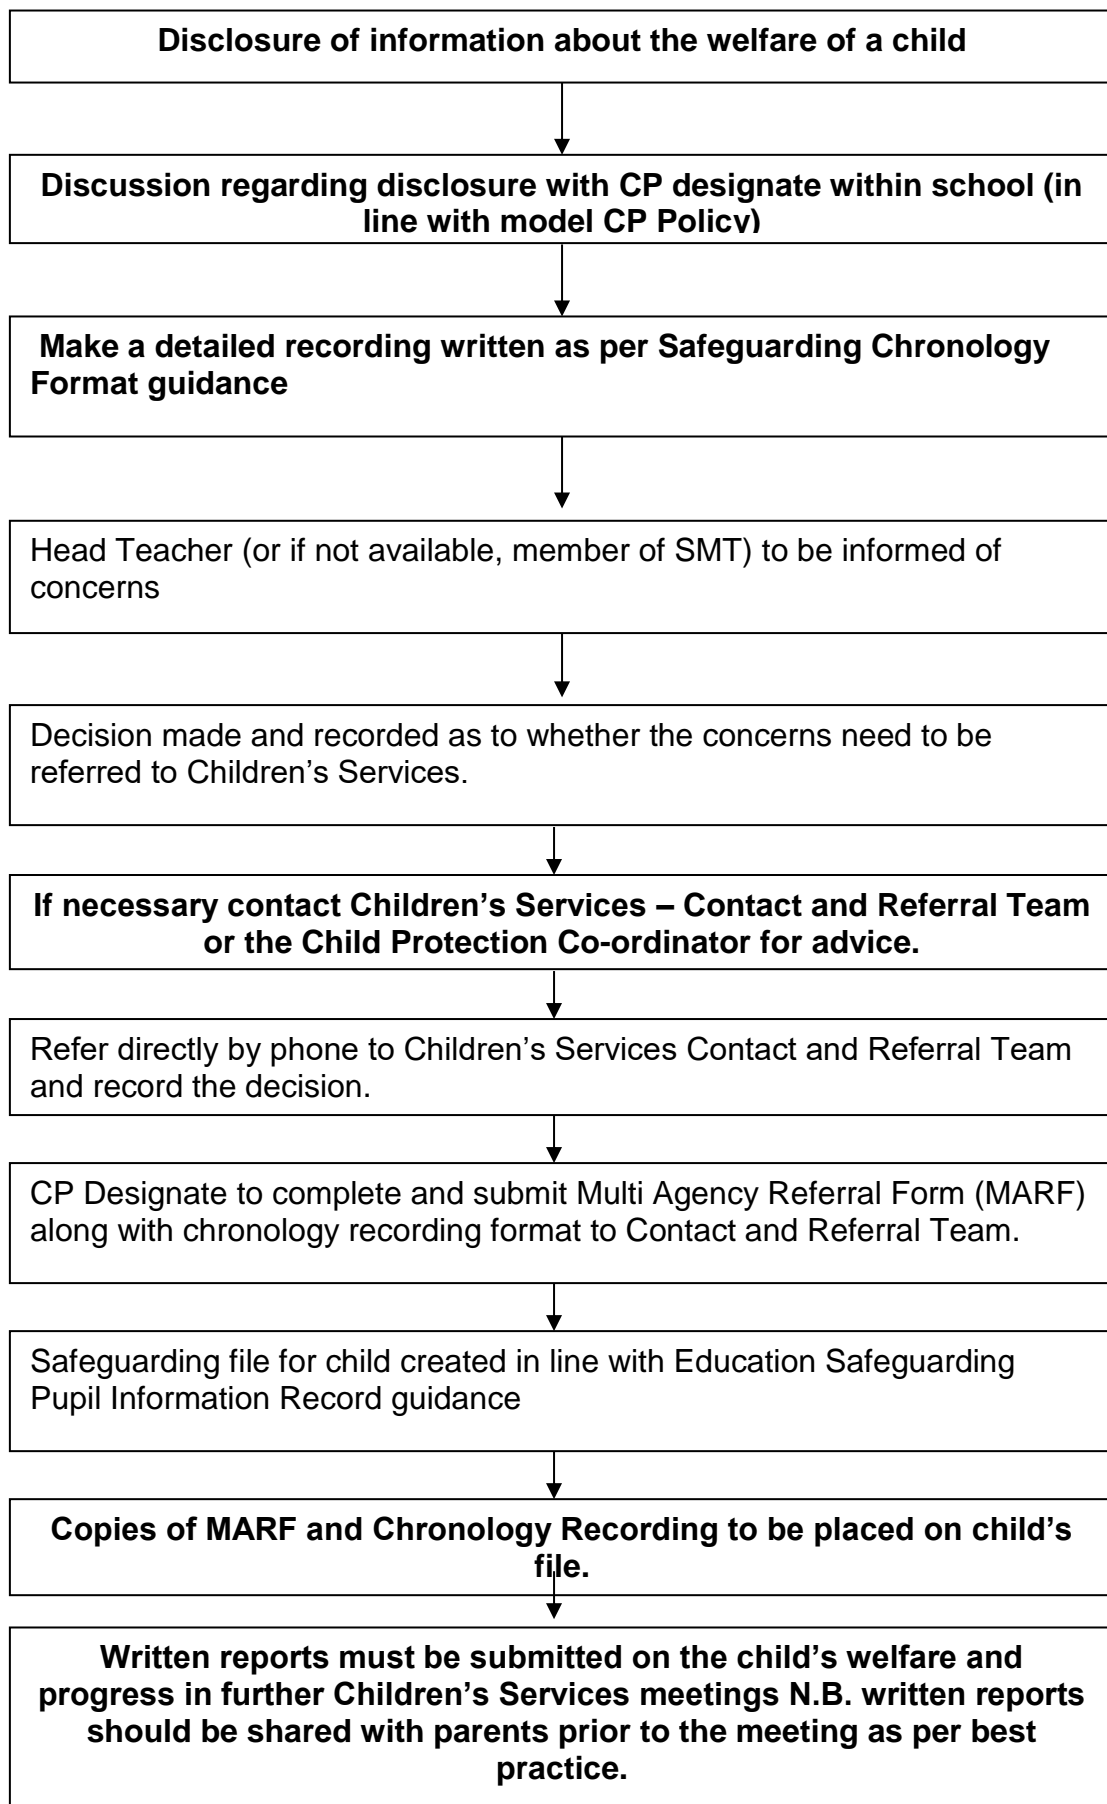 Disclosure of information about the welfare of a child
Discussion regarding disclosure with CP designate within school (in
line with model CP Policy)
Make a detailed recording written as per Safeguarding Chronology
Format guidance
Head Teacher (or if not available, member of SMT) to be informed of
concerns
Decision made and recorded as to whether the concerns need to be
referred to Children’s Services.
If necessary contact Children’s Services – Contact and Referral Team
or the Child Protection Co-ordinator for advice.
Refer directly by phone to Children’s Services Contact and Referral Team
and record the decision.
CP Designate to complete and submit Multi Agency Referral Form (MARF)
along with chronology recording format to Contact and Referral Team.
Safeguarding file for child created in line with Education Safeguarding
Pupil Information Record guidance
Copies of MARF and Chronology Recording to be placed on child’s
file.
Written reports must be submitted on the child’s welfare and
progress in further Children’s Services meetings N.B. written reports
should be shared with parents prior to the meeting as per best
practice.